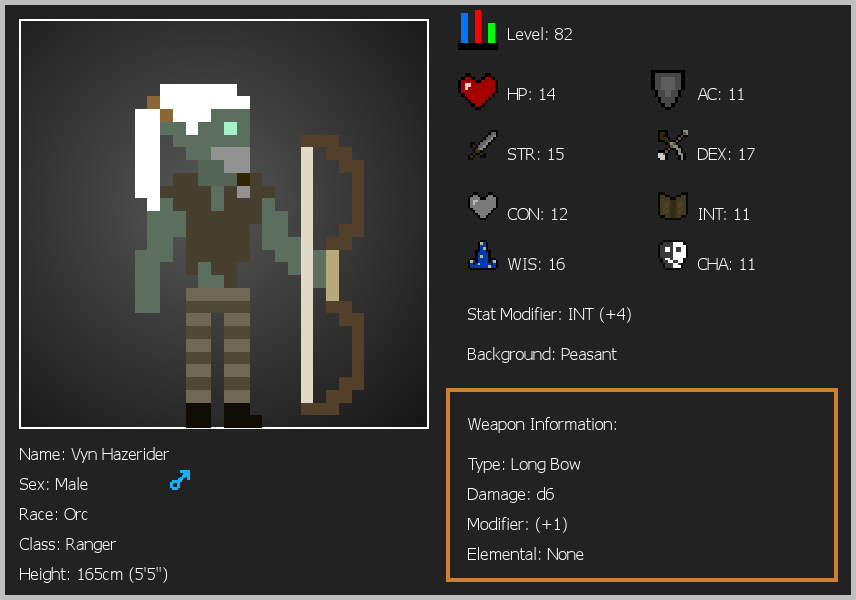 Level: 82
HP: 14
AC: 11
STR: 15
DEX: 17
CON: 12
INT: 11
WIS: 16
CHA: 11
Stat Modifier: INT (+4)
Background: Peasant
Weapon Information:
Type: Long Bow
Damage: d6
Modifier: (+1)
Elemental: None
Name: Vyn Hazerider
Sex: Male
Race: Orc
Class: Ranger
Height: 165cm (5'5")